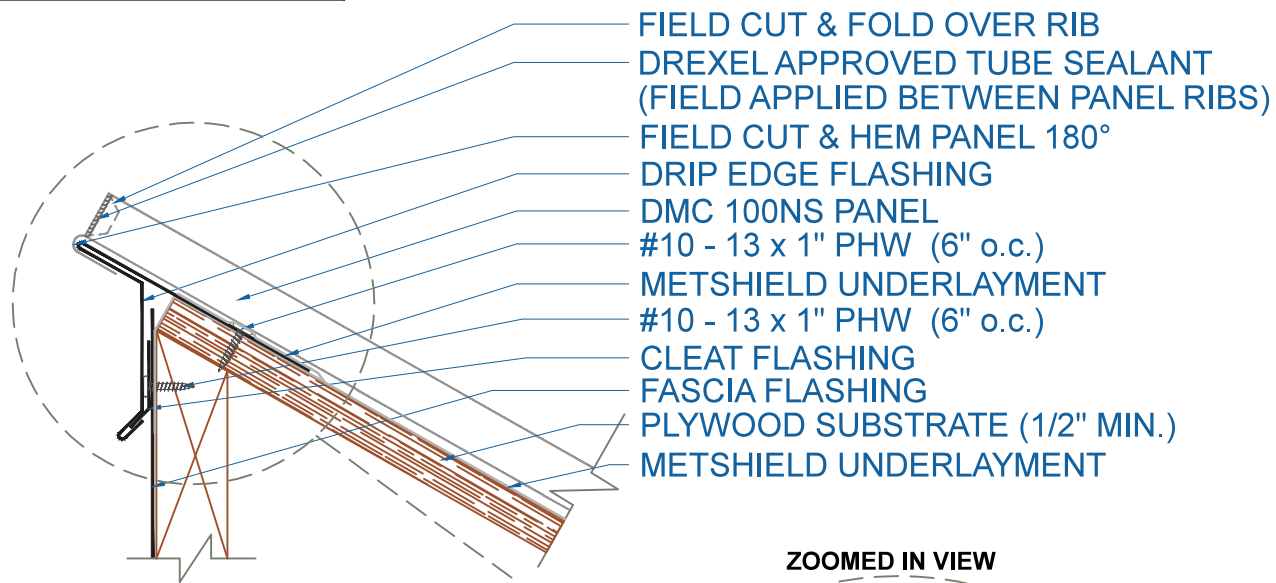 FIELD CUT & FOLD OVER RIB
DREXEL APPROVED TUBE SEALANT
(FIELD APPLIED BETWEEN PANEL RIBS)
FIELD CUT & HEM PANEL 180°
DRIP EDGE FLASHING
DMC 100NS PANEL
#10 - 13 x 1" PHW (6" o.c.)
METSHIELD UNDERLAYMENT
#10 - 13 x 1" PHW (6" o.c.)
CLEAT FLASHING
FASCIA FLASHING
PLYWOOD SUBSTRATE (1/2" MIN.)
METSHIELD UNDERLAYMENT
ZOOMED IN VIEW